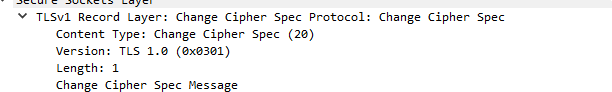 Secure Sockets Layer
TLSv1 Record Layer: Change Cipher Spec Protocol: Change Cipher Spec
Content Type: Change Cipher Spec (20)
Version: TLS 1.0 (0x0301)
Length: 1
Change Cipher Spec Message